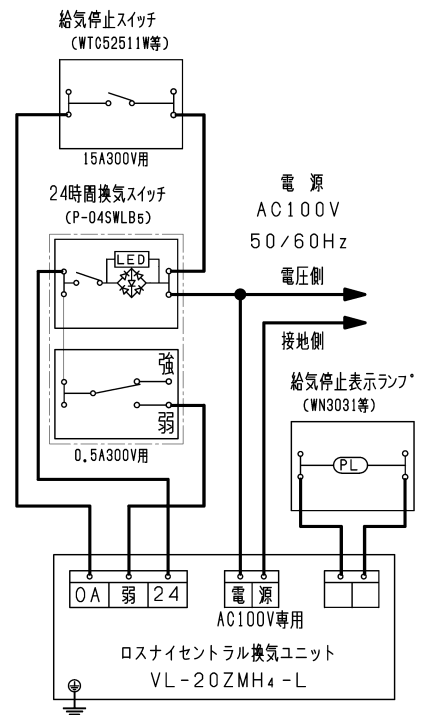 給気停止スイッチ
(WTC52511W等)
15A300V用
24時間換気スイッチ
(P-04SWLB5)
LED
強
弱
0.5A300V用
電 源
AC100V
50/60Hz
電圧側
接地側
給気停止表示ランプ
(WN3031等)
PL
OA 弱 24
電 源
AC100V専用
ロスナイセントラル換気ユニット
VL-20ZMH4-L